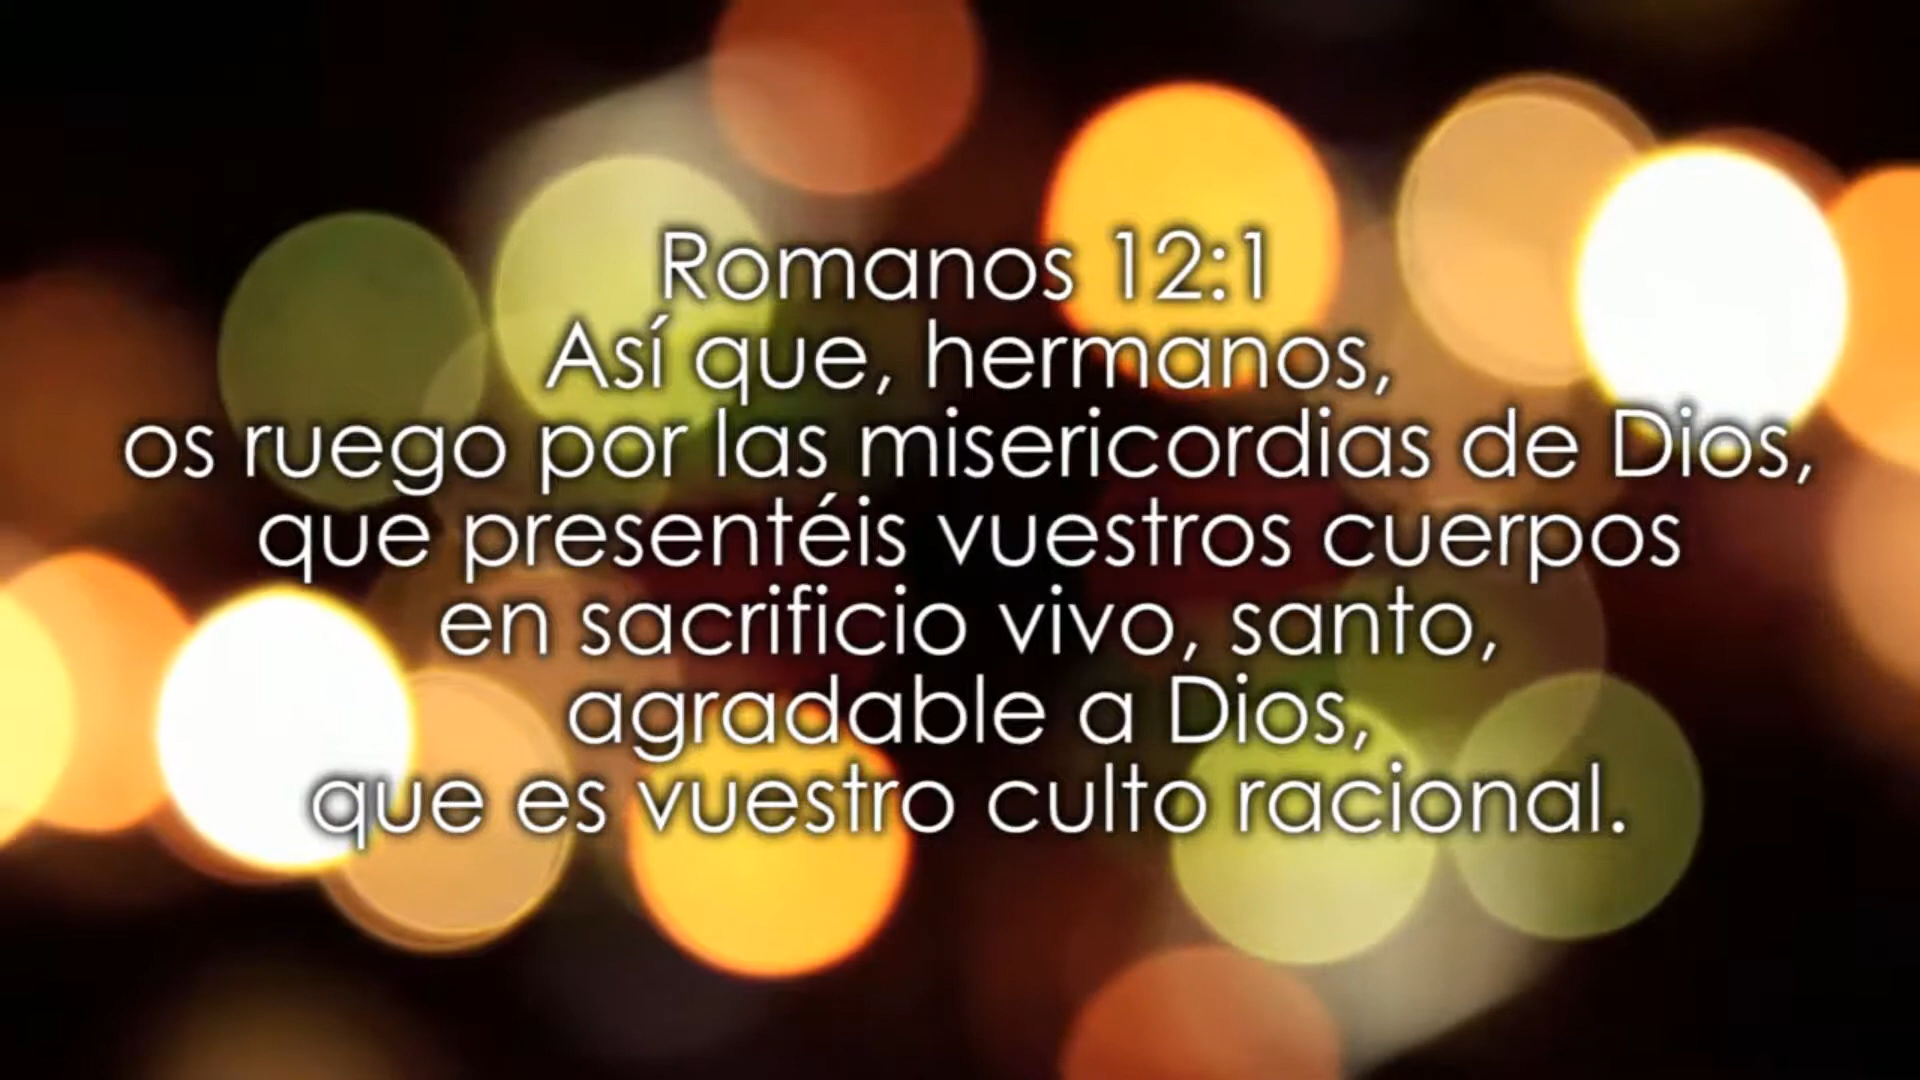 Romanos 12:1
Así que, hermanos,
os ruego por las misericordias de Dios,
que presentéis vuestros cuerpos
en sacrificio vivo, santo,
agradable a Dios,
que es vuestro culto racional.